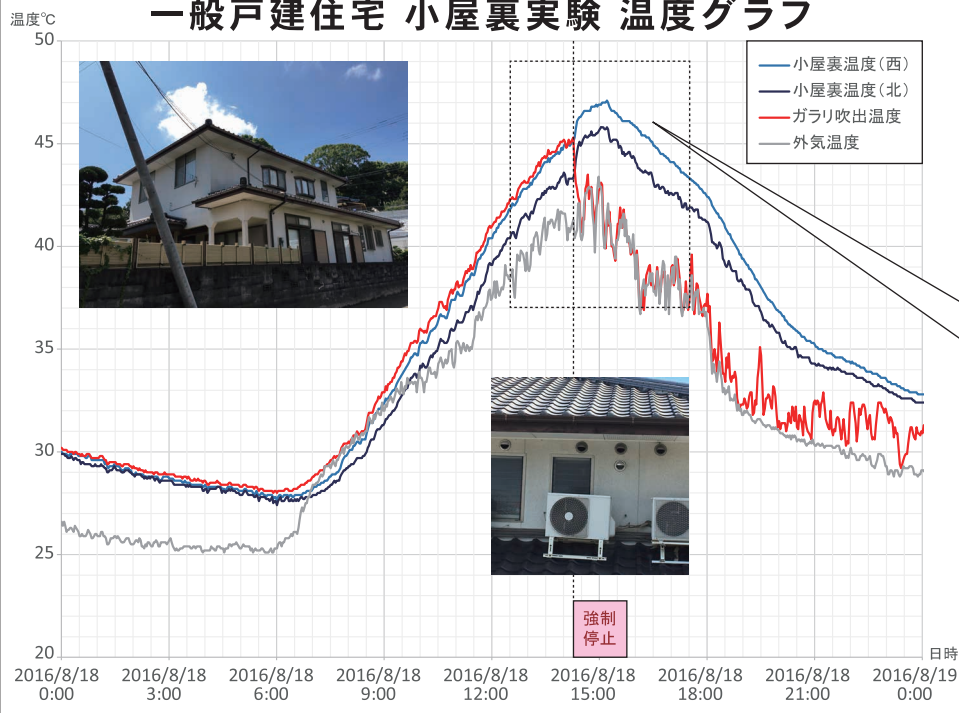 一般戸建住宅 小屋裏実験 温度グラフ
温度℃
50
45
40
35
30
25
20
小屋裏温度（西）
小屋裏温度（北）
ガラリ吹出温度
外気温度
強制
停止
日時
2016/8/18
0:00
2016/8/18
3:00
2016/8/18
6:00
2016/8/18
9:00
2016/8/18
12:00
2016/8/18
15:00
2016/8/18
18:00
2016/8/18
21:00
2016/8/19
0:00